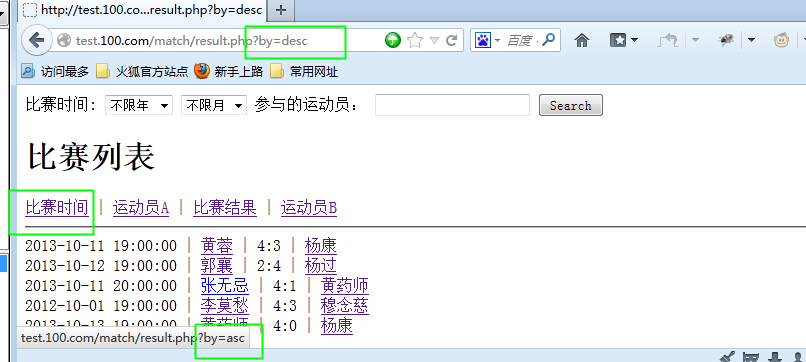 http://test.100.co...result.php?by=desc
test.100.com/match/result.php?by=desc
百度
访问最多 火狐官方站点 新手上路 常用网址
比赛时间: 不限年 不限月 参与的运动员: Search
比赛列表
比赛时间 | 运动员A | 比赛结果 | 运动员B
2013-10-11 19:00:00 | 黄蓉 | 4:3 | 杨康
2013-10-12 19:00:00 | 郭襄 | 2:4 | 杨过
2013-10-11 20:00:00 | 张无忌 | 4:1 | 黄药师
2012-10-01 19:00:00 | 李莫愁 | 4:3 | 穆念慈
2013-10-13 19:00:00 | 黄药师 | 4:0 | 杨康
test.100.com/match/result.php?by=asc